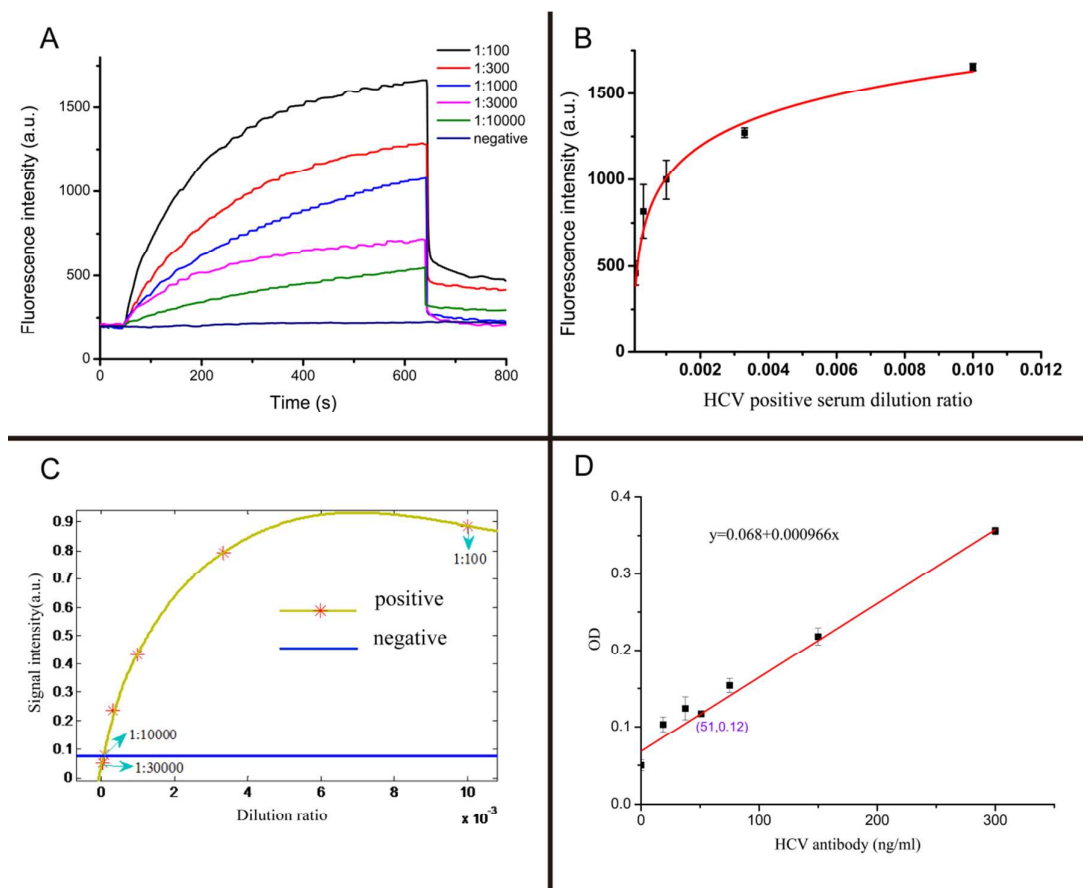 A
1:100
1:300
1:1000
1:3000
1:10000
negative
1500
1000
500
0
Fluorescence intensity (a.u.)
0 200 400 600 800
Time (s)
B
1500
1000
500
0
Fluorescence intensity (a.u.)
0.002 0.004 0.006 0.008 0.010 0.012
HCV positive serum dilution ratio
C
0.9
0.8
0.7
0.6
0.5
0.4
0.3
0.2
0.1
0
Signal intensity(a.u.)
1:100
positive
negative
1:10000
1:30000
0 2 4 6 8 10
Dilution ratio
x 10-3
D
0.4
0.3
0.2
0.1
0.0
OD
y=0.068+0.000966x
(51,0.12)
0 100 200 300
HCV antibody (ng/ml)